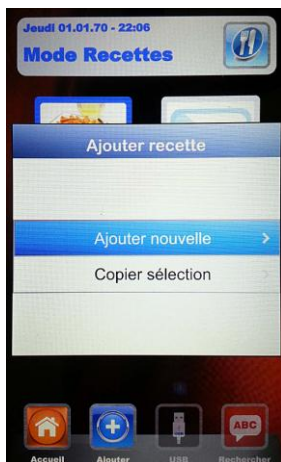 Jeudi 01.01.70 - 22:06
Mode Recettes
Ajouter recette
Ajouter nouvelle
Copier sélection
ABC
Accueil Ajouter USB Rechercher